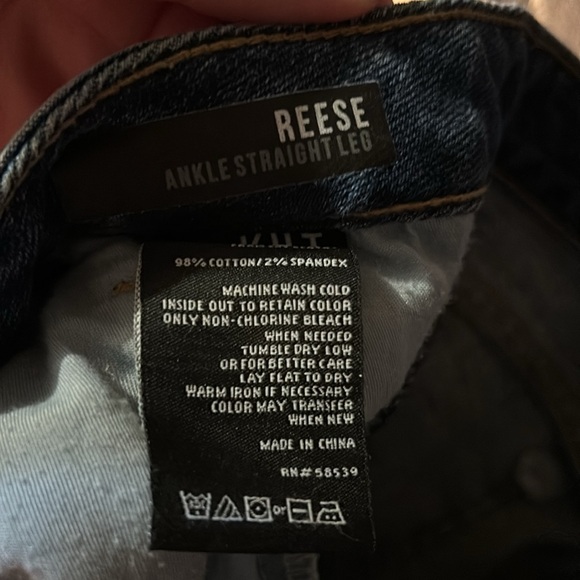 REESE
ANKLE STRAIGHT LEG
98% COTTON/2% SPANDEX
MACHINE WASH COLD
INSIDE OUT TO RETAIN COLOR
ONLY NON-CHLORINE BLEACH
WHEN NEEDED
TUMBLE DRY LOW
OR FOR BETTER CARE
LAY FLAT TO DRY
WARM IRON IF NECESSARY
COLOR MAY TRANSFER
WHEN NEW
MADE IN CHINA
RN#58539
or